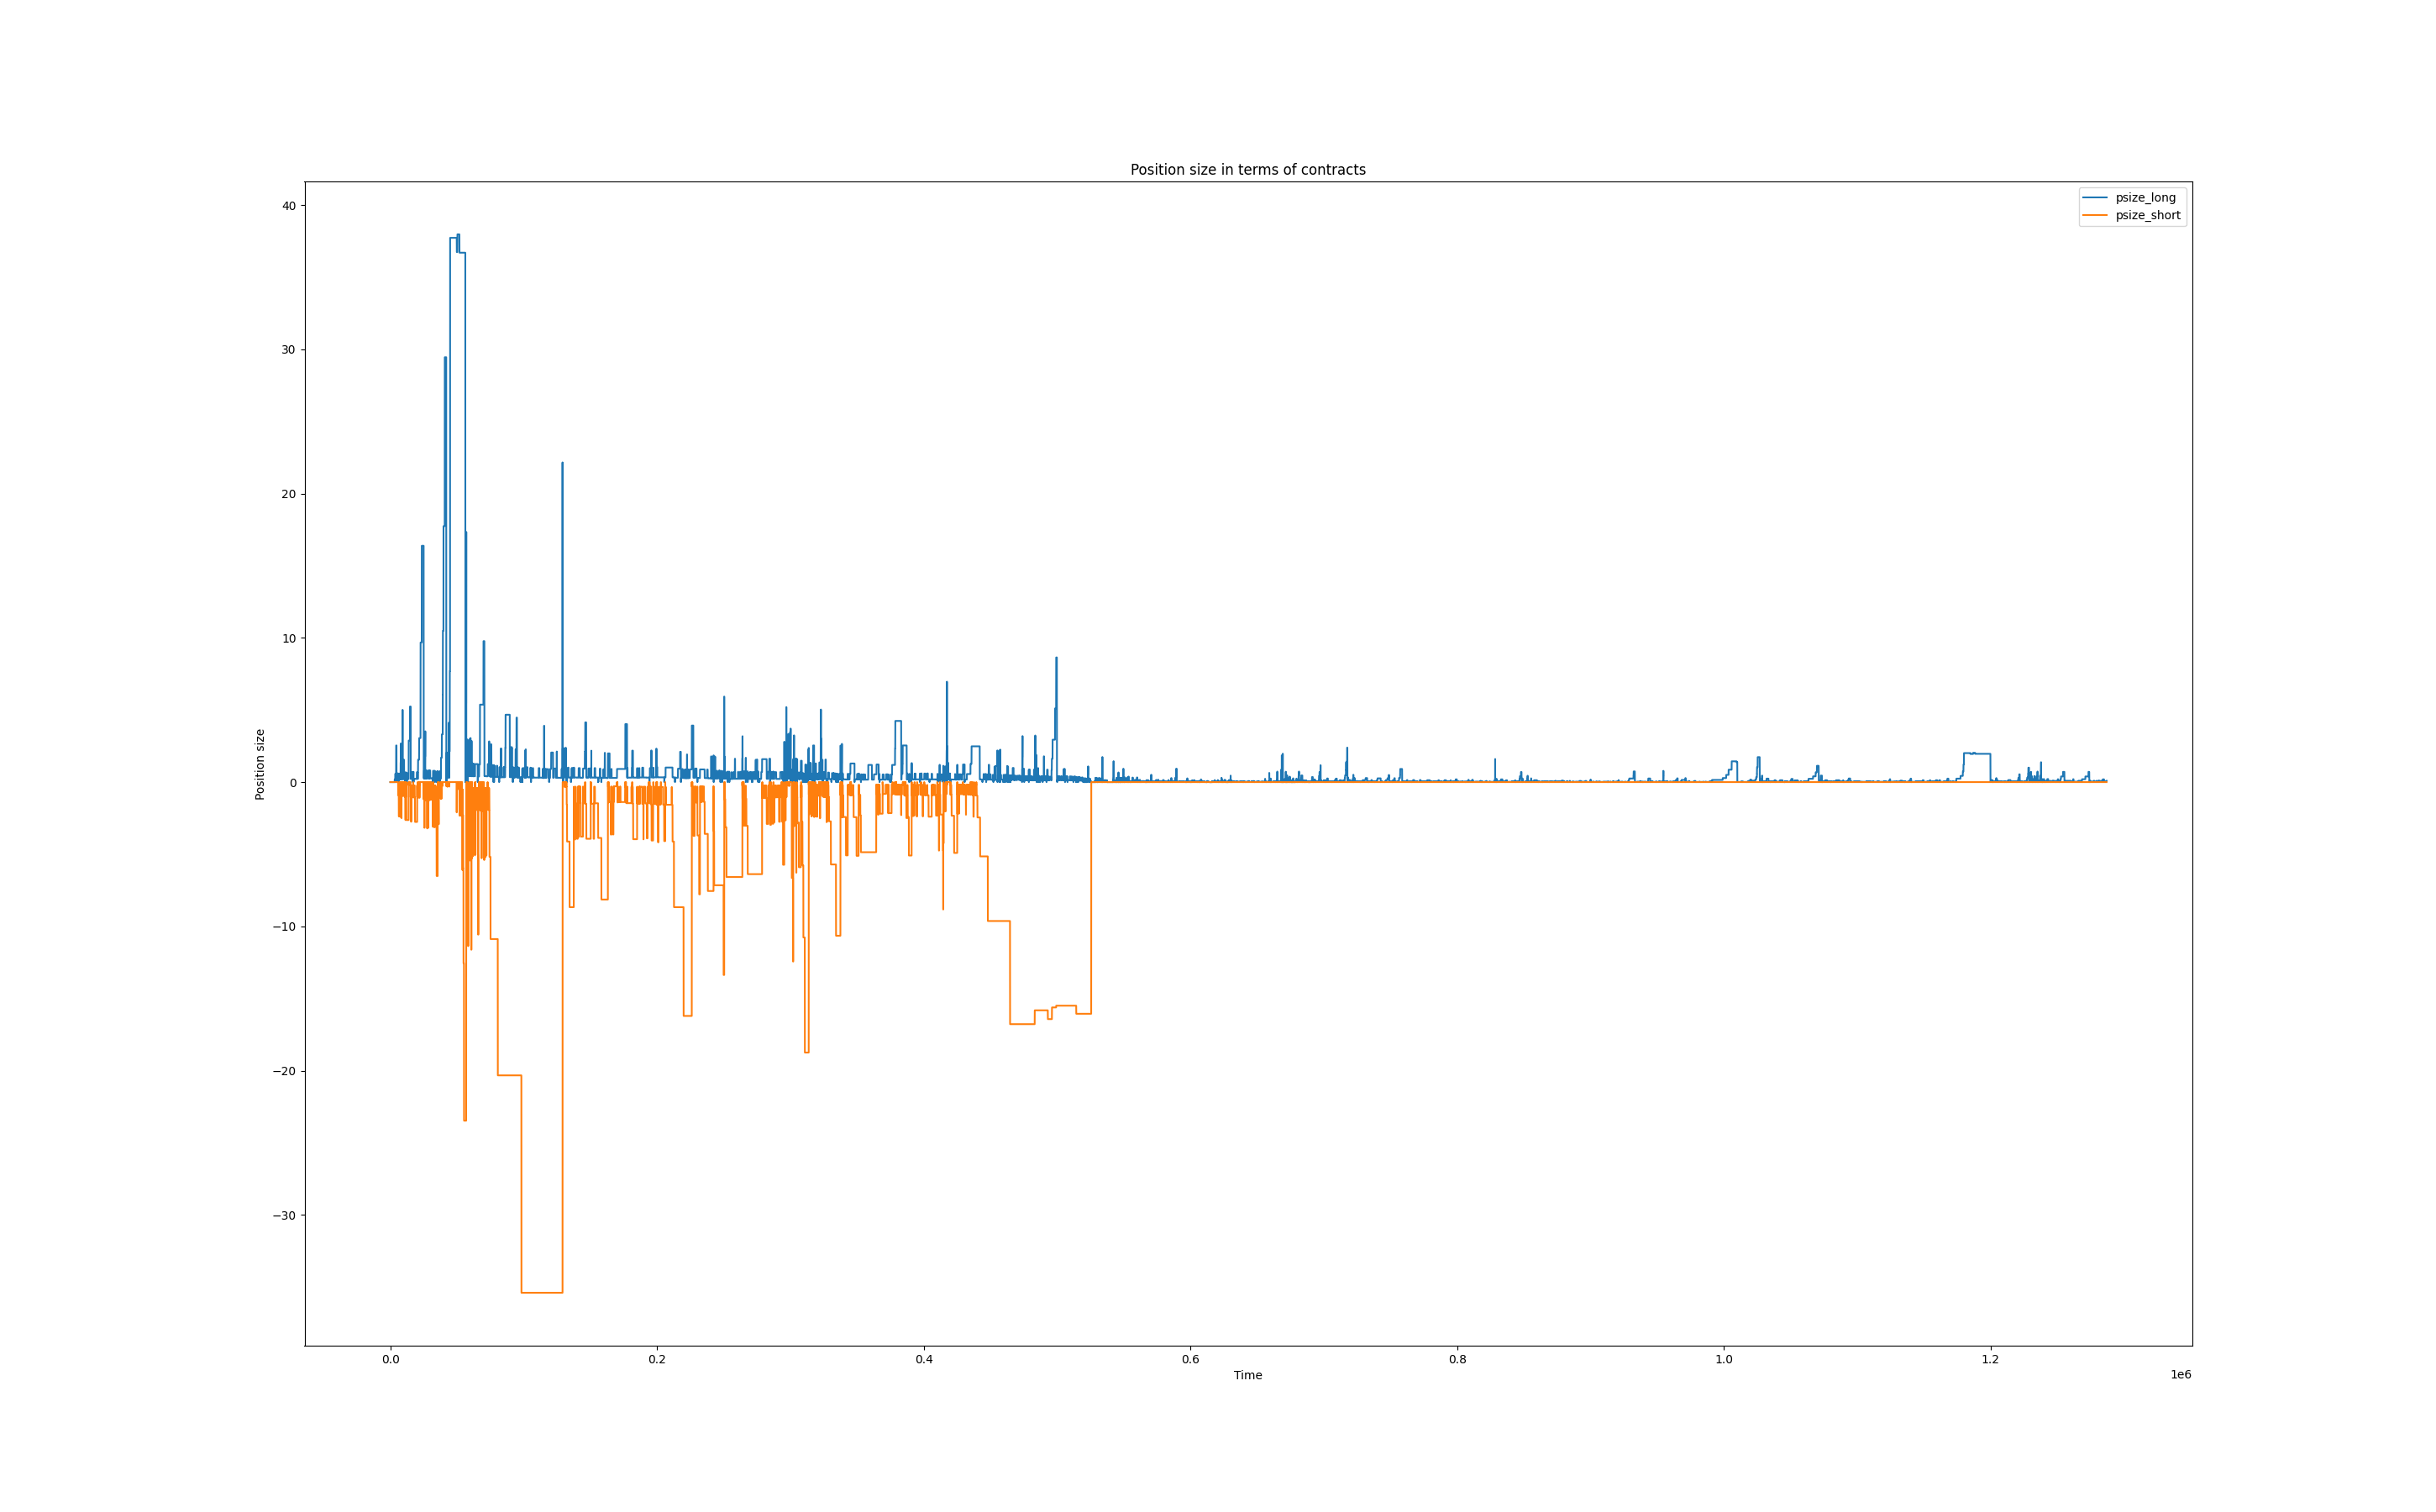 Position size in terms of contracts
psize_long
psize_short
40
30
20
10
0
−10
−20
−30
Position size
0.0 0.2 0.4 0.6 0.8 1.0 1.2
Time
1e6